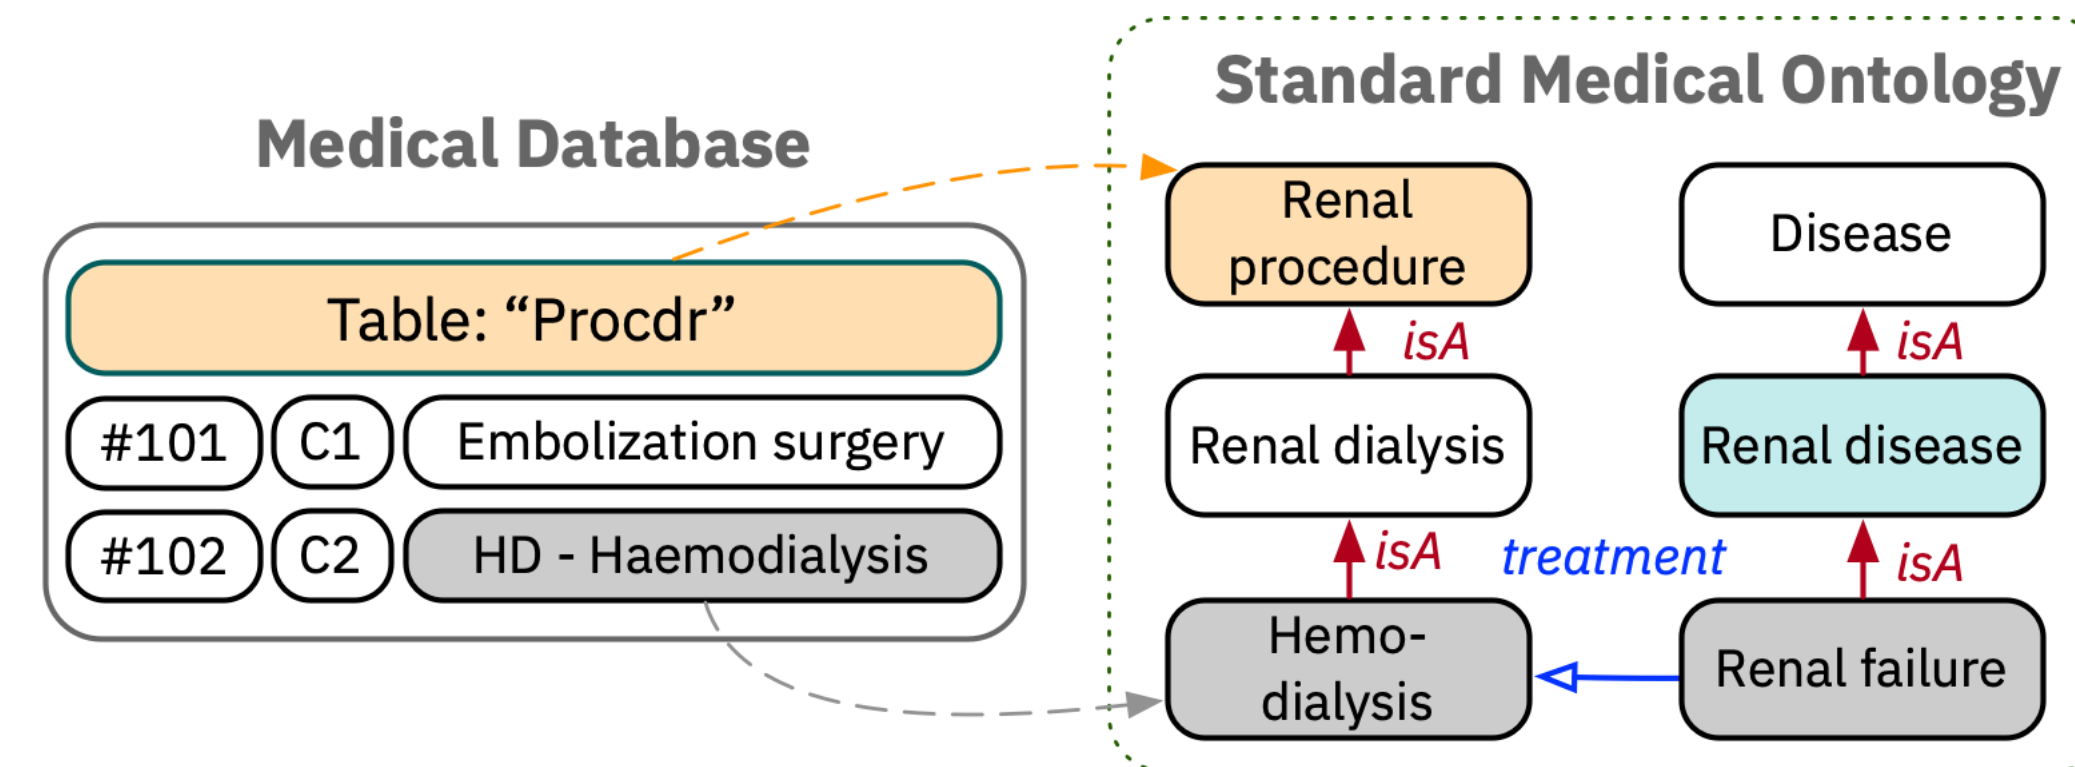 Medical Database
Table: “Procdr”
#101 C1 Embolization surgery
#102 C2 HD - Haemodialysis
Standard Medical Ontology
Renal
procedure
Disease
isA
isA
Renal dialysis
Renal disease
isA
treatment
isA
Hemo-
dialysis
Renal failure